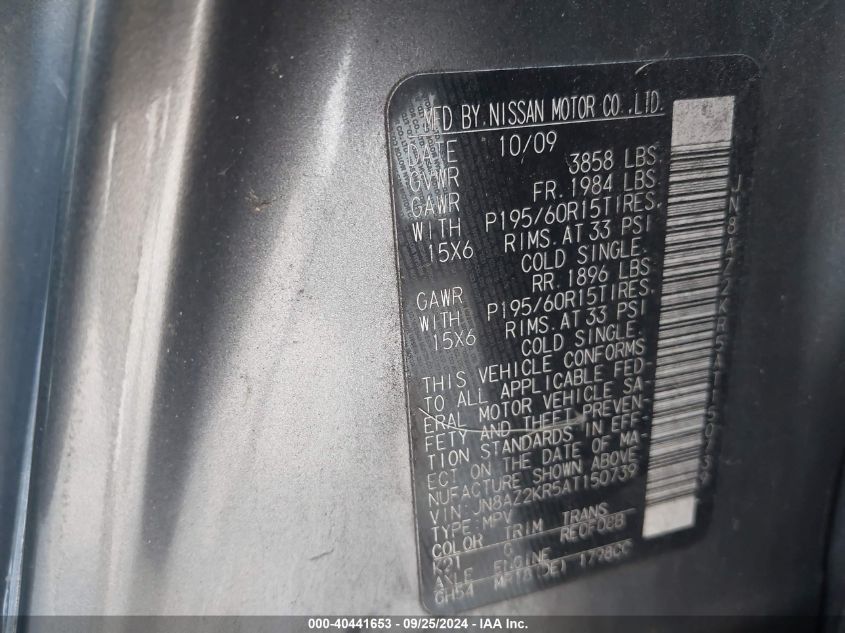 MFD BY NISSAN MOTOR CO.,LTD.
DATE 10/09
GVWR 3858 LBS
GAWR FR. 1984 LBS
WITH P195/60R15TIRES.
15X6 RIMS. AT 33 PSI
COLD SINGLE.
GAWR RR. 1896 LBS
WITH P195/60R15TIRES.
15X6 RIMS. AT 33 PSI
COLD SINGLE.
THIS VEHICLE CONFORMS
TO ALL APPLICABLE FED-
ERAL MOTOR VEHICLE SA-
FETY AND THEFT PREVEN-
TION STANDARDS IN EFF-
ECT ON THE DATE OF MA-
NUFACTURE SHOWN ABOVE
VIN: JN8AZ2KR5AT150739
TYPE: MPV
COLOR TRIM TRANS
K21 G RE0F08B
AXLE ENGINE
GH54 MR18(DE) 1798CC
JN8AZ2KR5AT150739
000-40441653 - 09/25/2024 - IAAI Inc.